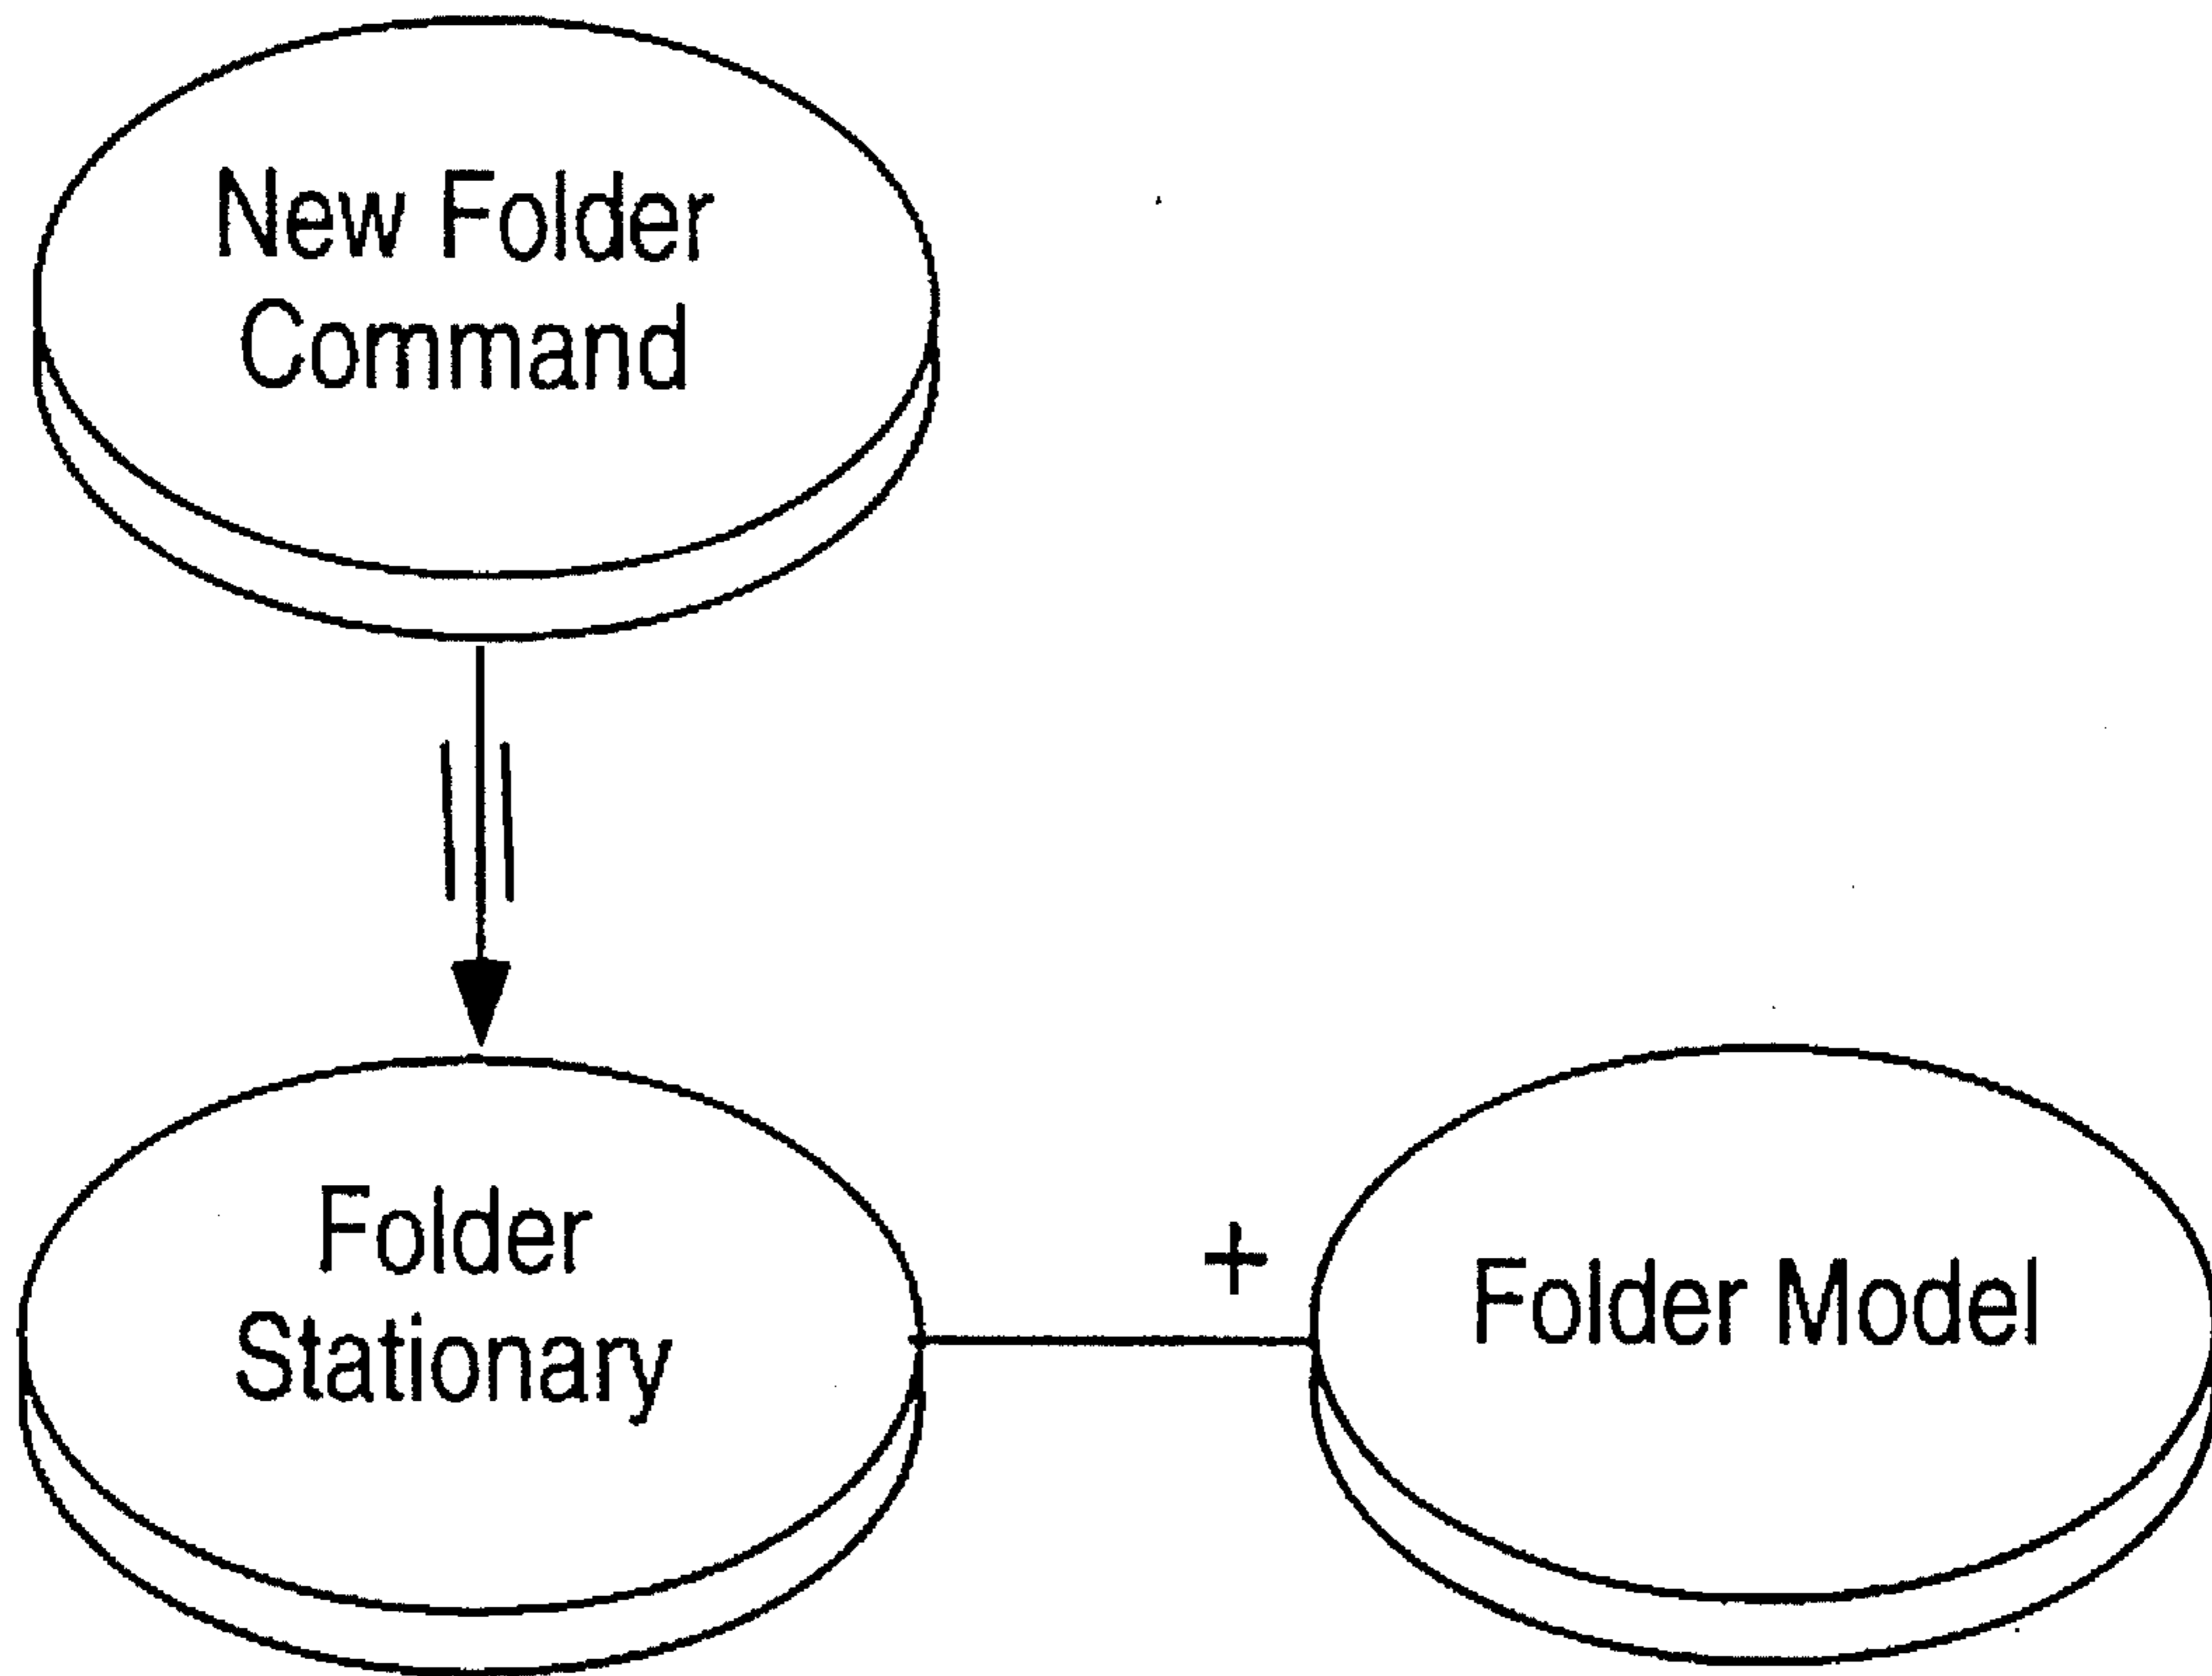 New Folder
Command
Folder
Stationary
+
Folder Model